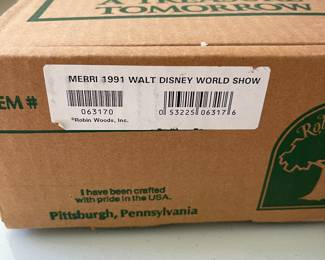 TOMORROW
MEBRI 1991 WALT DISNEY WORLD SHOW
EM #
063170
0 53225 06317 6
©Robin Woods, Inc.
I have been crafted
with pride in the USA.
Pittsburgh, Pennsylvania